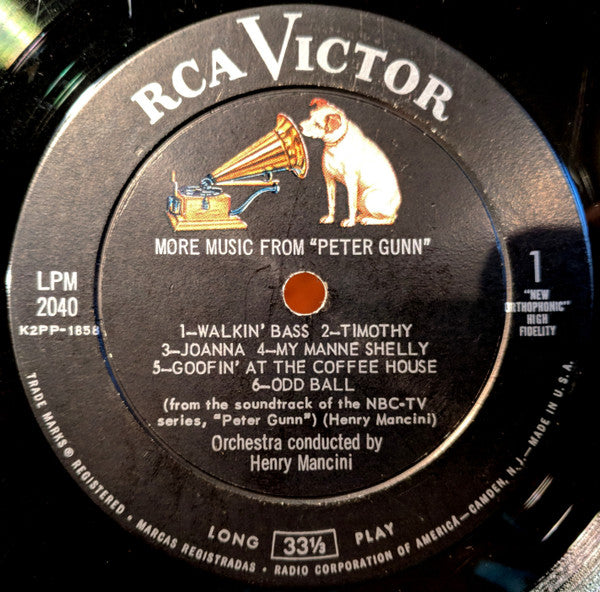 RCA VICTOR
MORE MUSIC FROM "PETER GUNN"
LPM
2040
K2PP-1858
1
"NEW
ORTHOPHONIC"
HIGH
FIDELITY
1—WALKIN' BASS 2—TIMOTHY
3—JOANNA 4—MY MANNE SHELLY
5—GOOFIN' AT THE COFFEE HOUSE
6—ODD BALL
(from the soundtrack of the NBC-TV
series, "Peter Gunn") (Henry Mancini)
Orchestra conducted by
Henry Mancini
LONG 33⅓ PLAY
TRADE MARKS ® REGISTERED • MARCAS REGISTRADAS • RADIO CORPORATION OF AMERICA—CAMDEN, N.J.—MADE IN U.S.A.